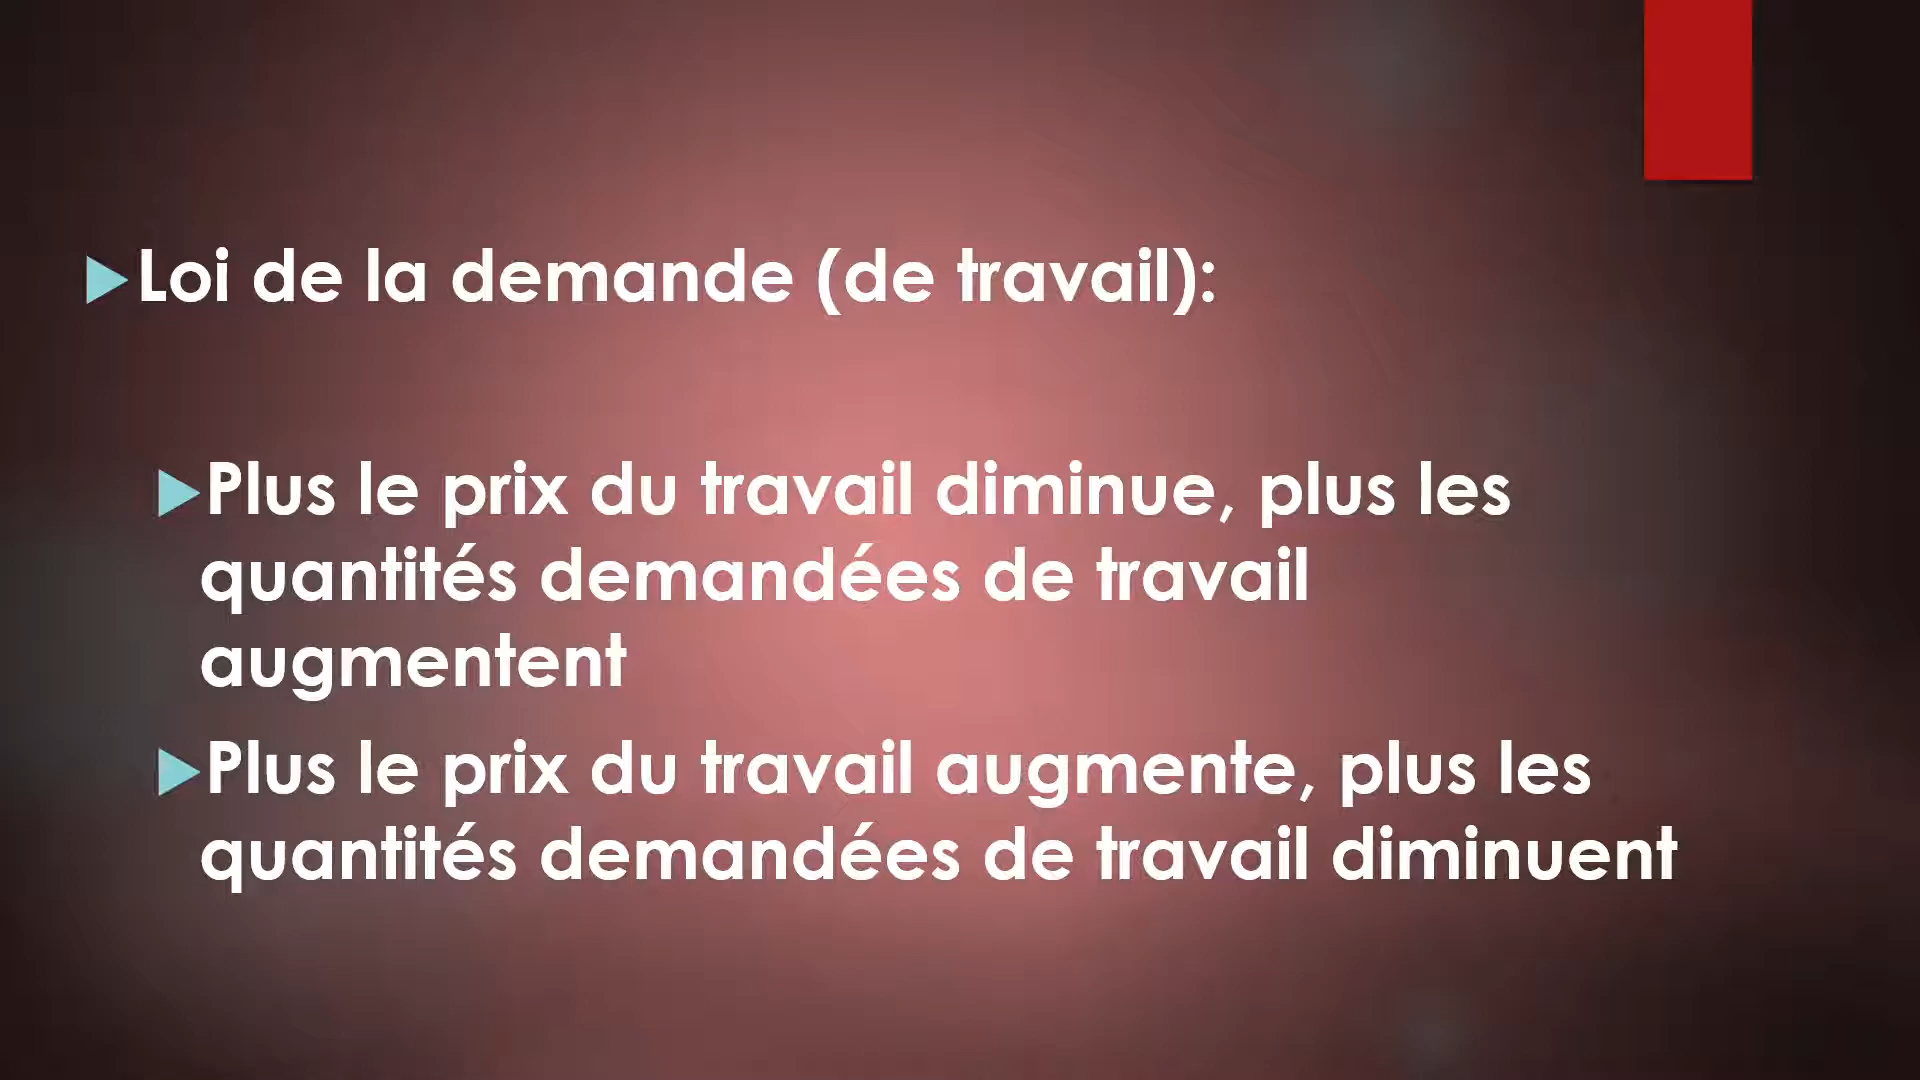 Loi de la demande (de travail):
Plus le prix du travail diminue, plus les
quantités demandées de travail
augmentent
Plus le prix du travail augmente, plus les
quantités demandées de travail diminuent